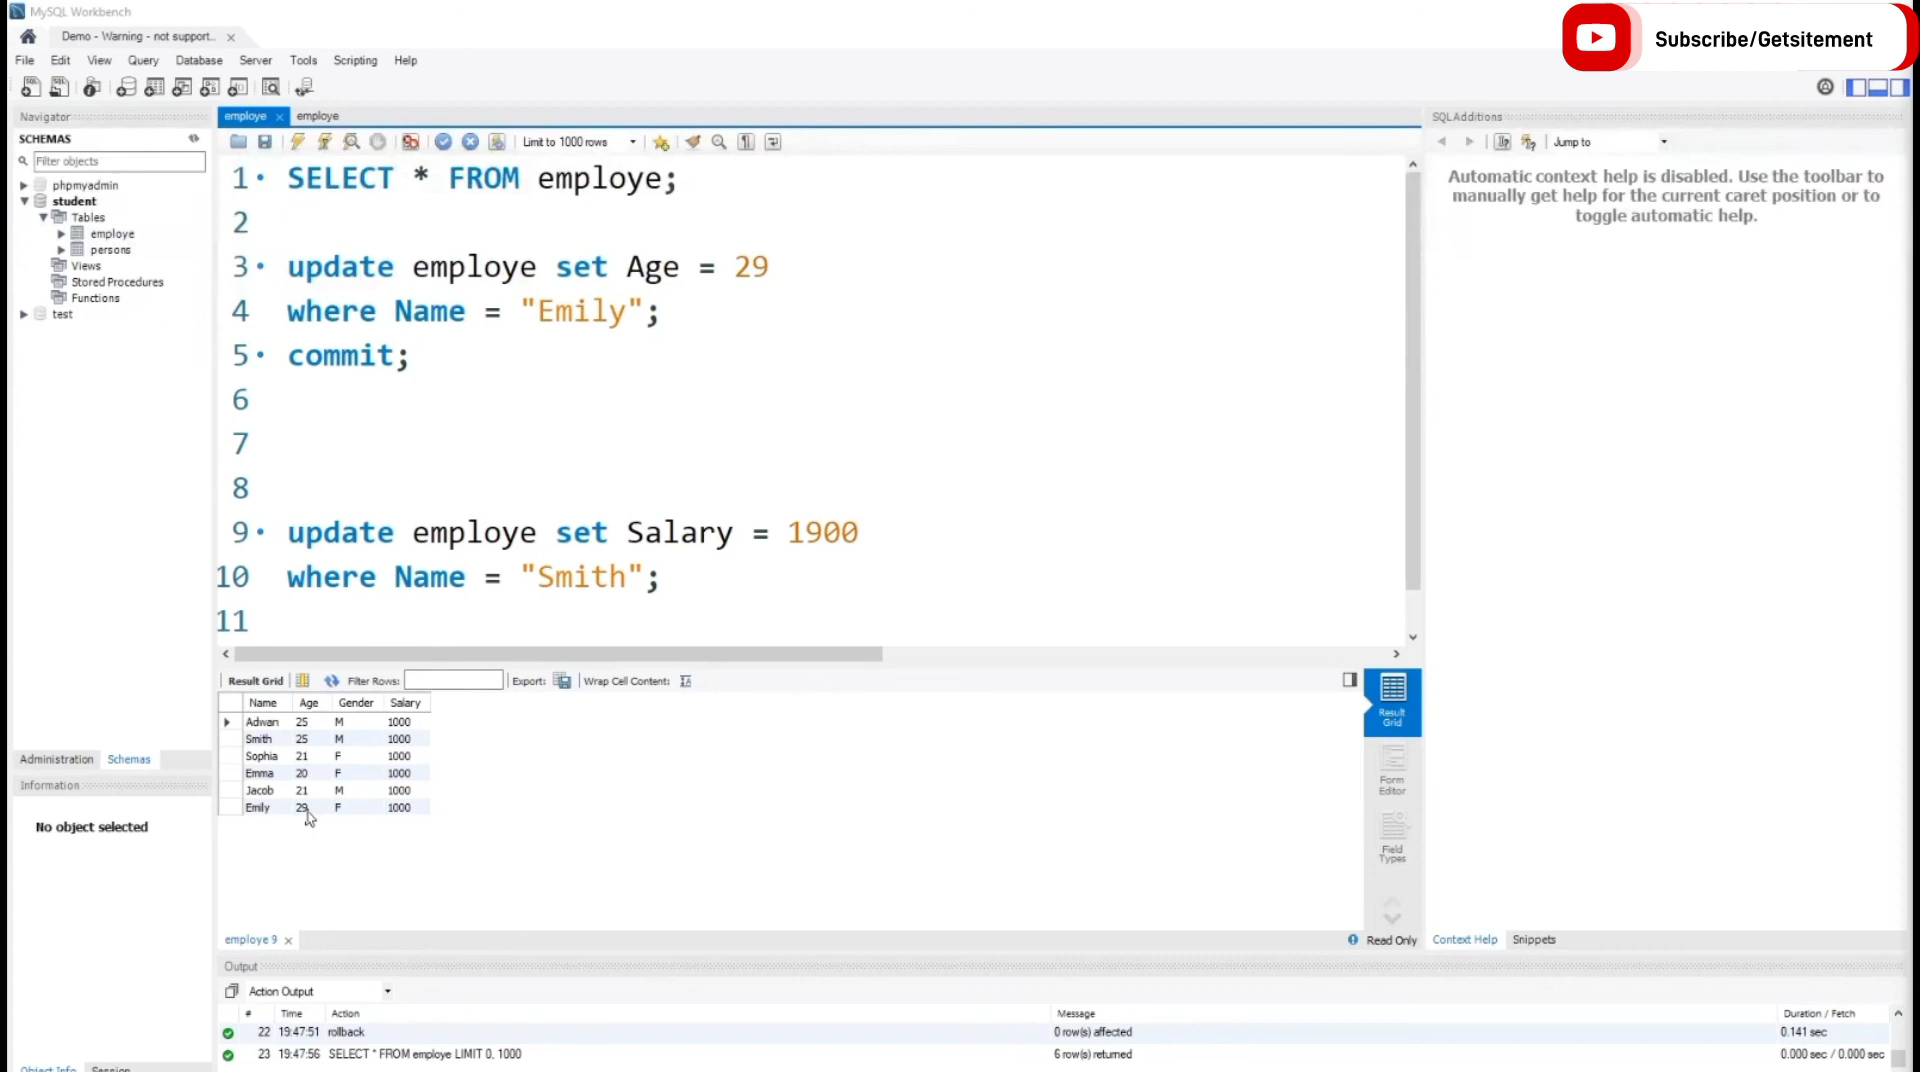 MySQL Workbench
Demo - Warning - not support...
Subscribe/Getsitement
File Edit View Query Database Server Tools Scripting Help
Navigator
SCHEMAS
Filter objects
phpmyadmin
student
Tables
employe
persons
Views
Stored Procedures
Functions
test
Administration Schemas
Information
No object selected
Object Info Session
employe employe
Limit to 1000 rows
1 SELECT * FROM employe;
2
3 update employe set Age = 29
4 where Name = "Emily";
5 commit;
6
7
8
9 update employe set Salary = 1900
10 where Name = "Smith";
11
Result Grid Filter Rows: Export: Wrap Cell Content:
Name Age Gender Salary
Adwan 25 M 1000
Smith 25 M 1000
Sophia 21 F 1000
Emma 20 F 1000
Jacob 21 M 1000
Emily 29 F 1000
Result
Grid
Form
Editor
Field
Types
employe 9
Read Only
SQLAdditions
Jump to
Automatic context help is disabled. Use the toolbar to
manually get help for the current caret position or to
toggle automatic help.
Context Help Snippets
Output
Action Output
# Time Action Message Duration / Fetch
22 19:47:51 rollback 0 row(s) affected 0.141 sec
23 19:47:56 SELECT * FROM employe LIMIT 0, 1000 6 row(s) returned 0.000 sec / 0.000 sec